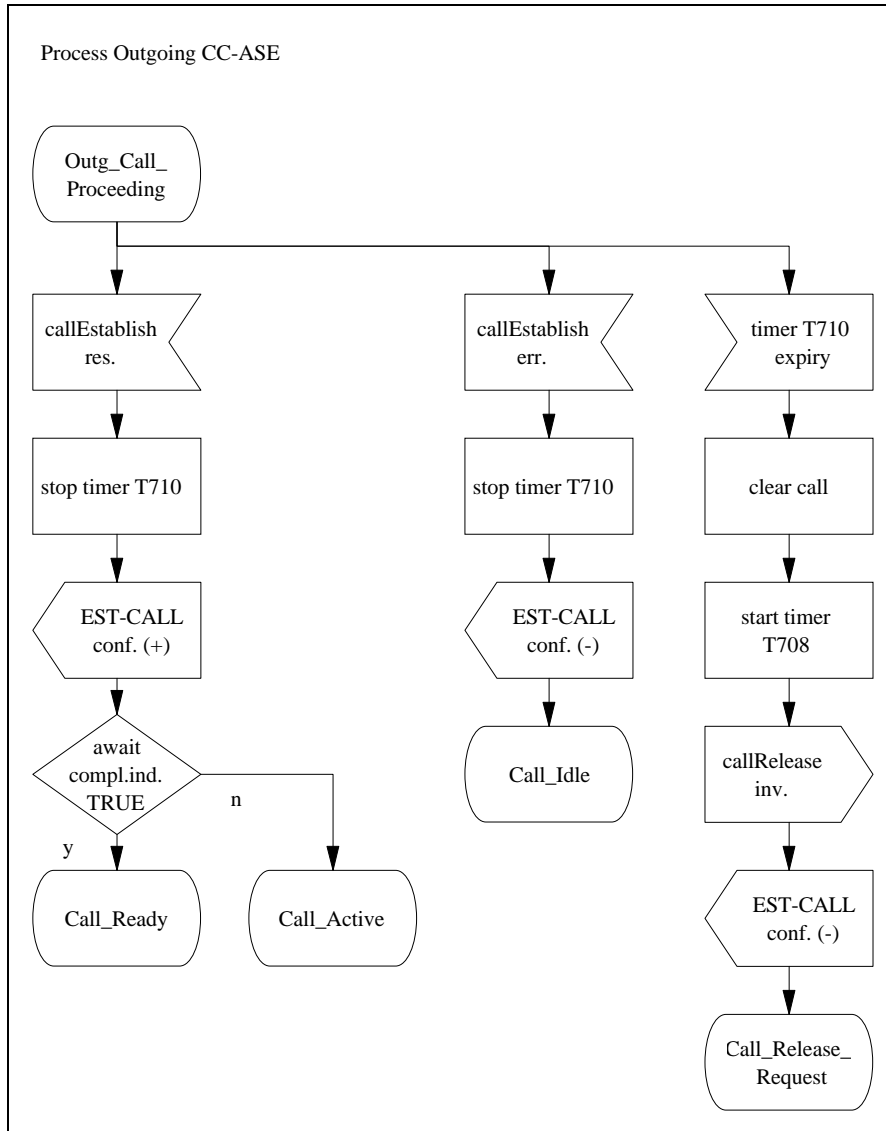 Process Outgoing CC-ASE
Outg_Call_
Proceeding
callEstablish
res.
callEstablish
err.
timer T710
expiry
stop timer T710
stop timer T710
clear call
EST-CALL
conf. (+)
EST-CALL
conf. (-)
start timer
T708
await
compl.ind.
TRUE
n
y
Call_Idle
callRelease
inv.
Call_Ready
Call_Active
EST-CALL
conf. (-)
Call_Release_
Request